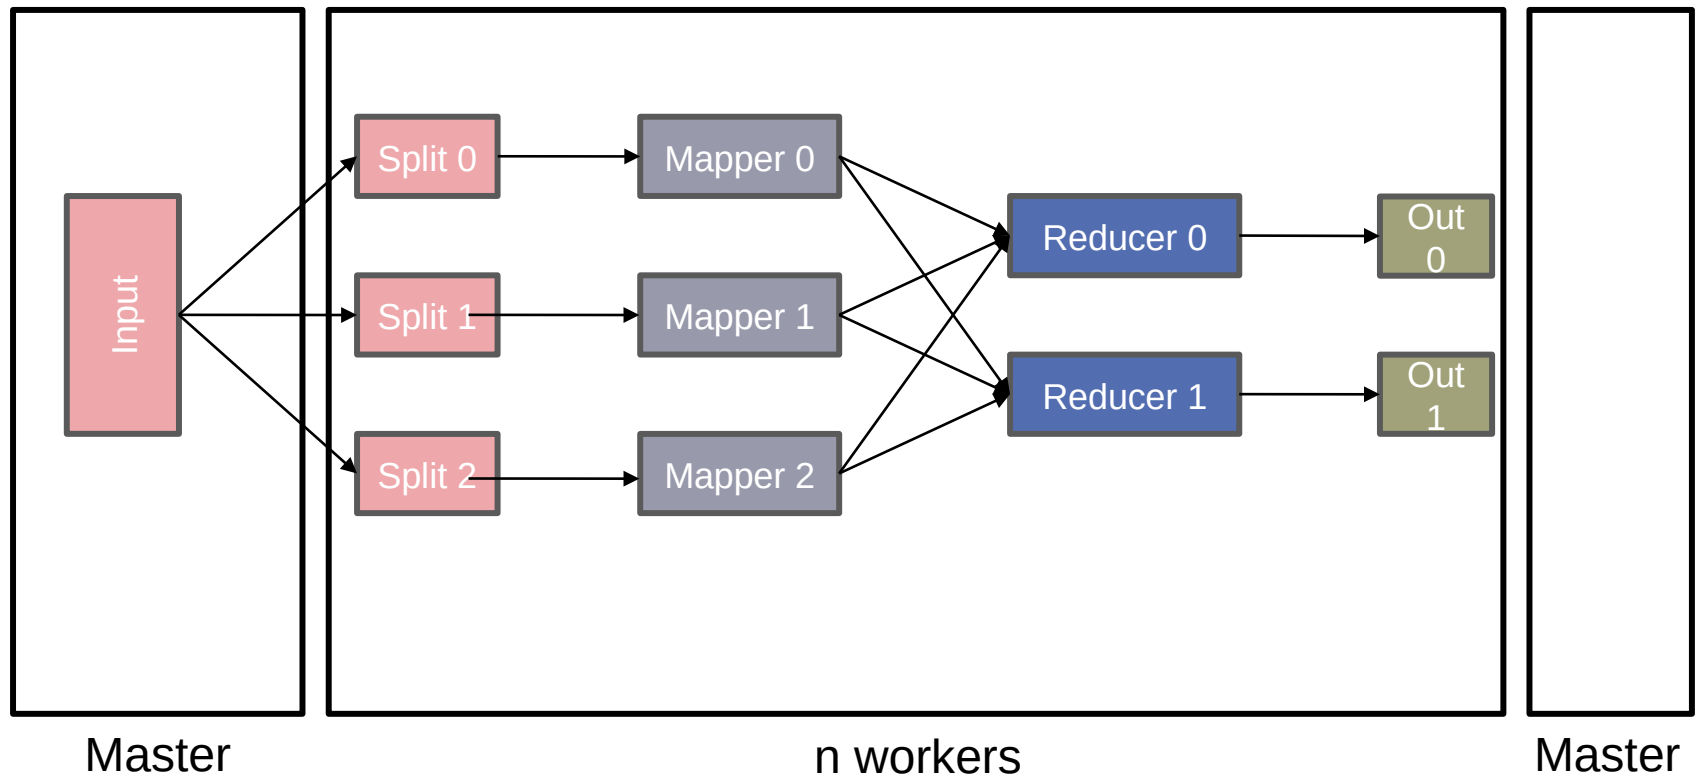 Input
Split 0
Split 1
Split 2
Mapper 0
Mapper 1
Mapper 2
Reducer 0
Reducer 1
Out
0
Out
1
Master
n workers
Master